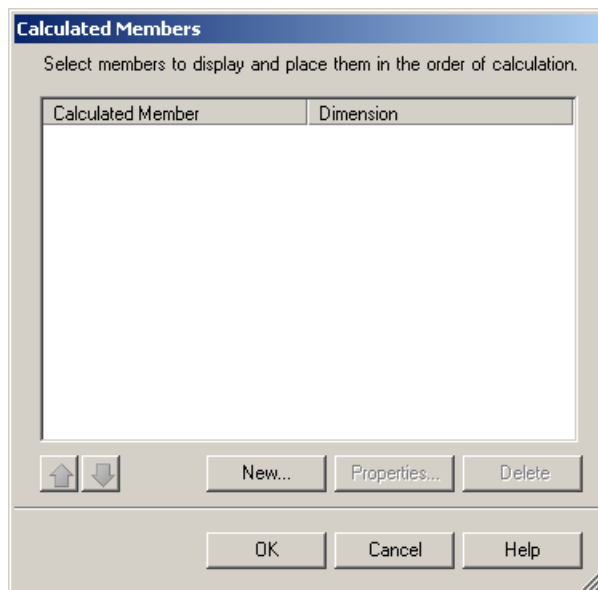 Calculated Members
Select members to display and place them in the order of calculation.
Calculated Member Dimension
New... Properties... Delete
OK Cancel Help